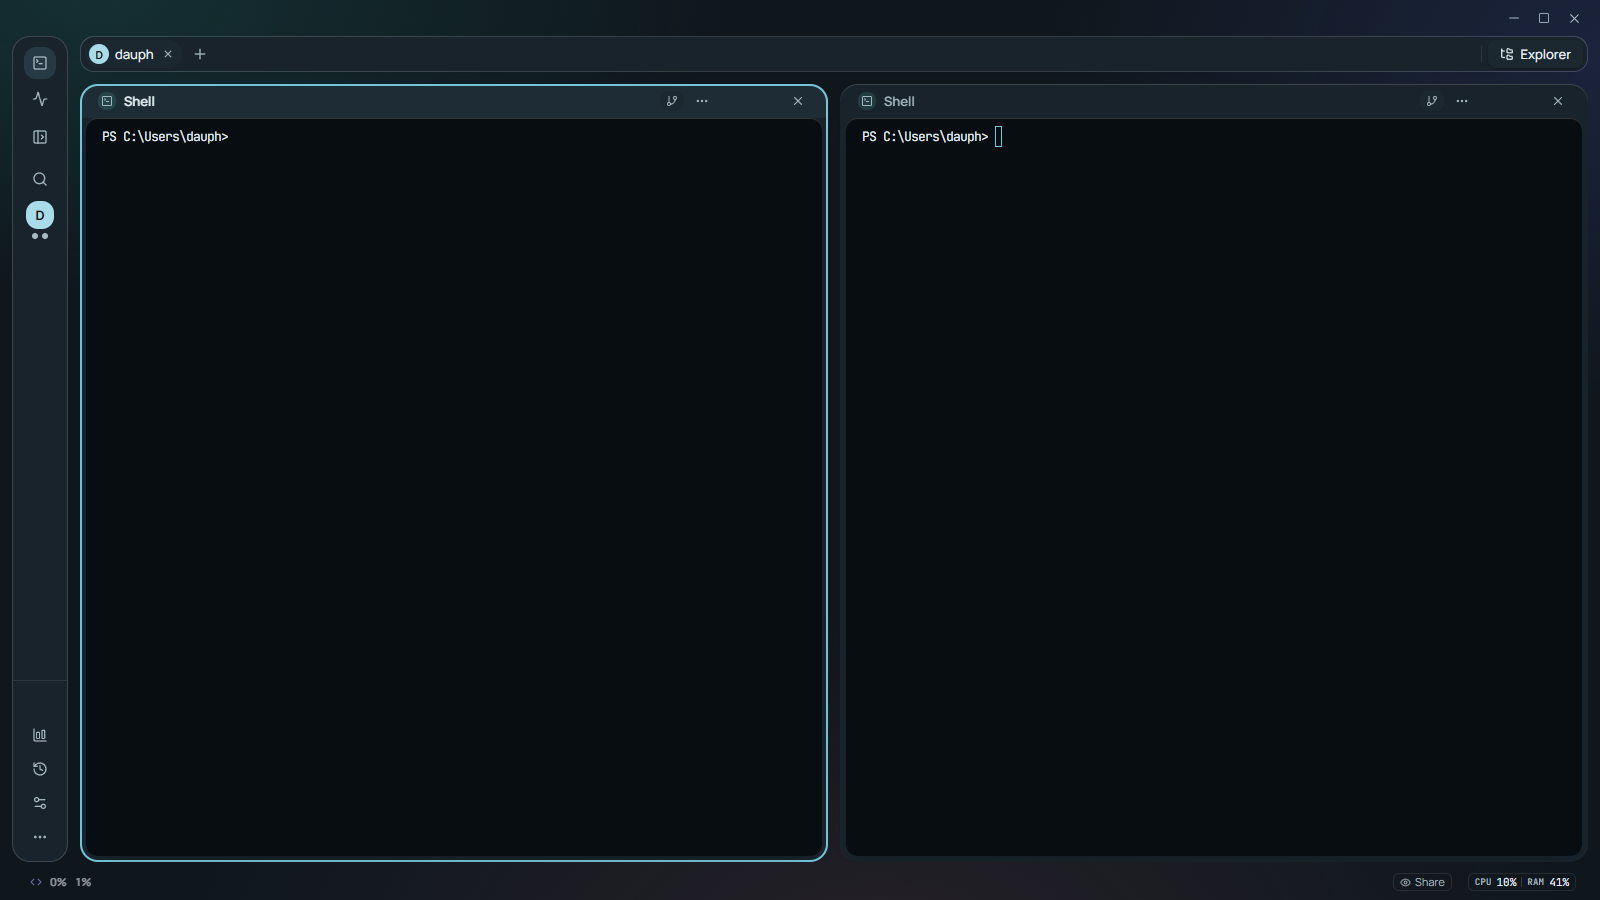 D dauph
Explorer
Shell
PS C:\Users\dauph>
Shell
PS C:\Users\dauph>
D
0% 1%
Share
CPU 10% RAM 41%